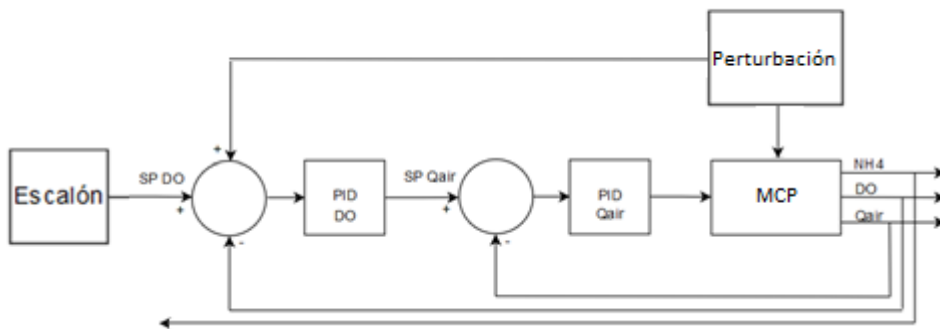 Perturbación
+
Escalón
SP DO
+
-
PID
DO
SP Qair
+
-
PID
Qair
MCP
NH4
DO
Qair